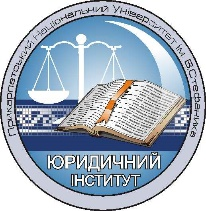 Прикарпатський Національний Університет ім. В.Стефаника
ЮРИДИЧНИЙ
ІНСТИТУТ